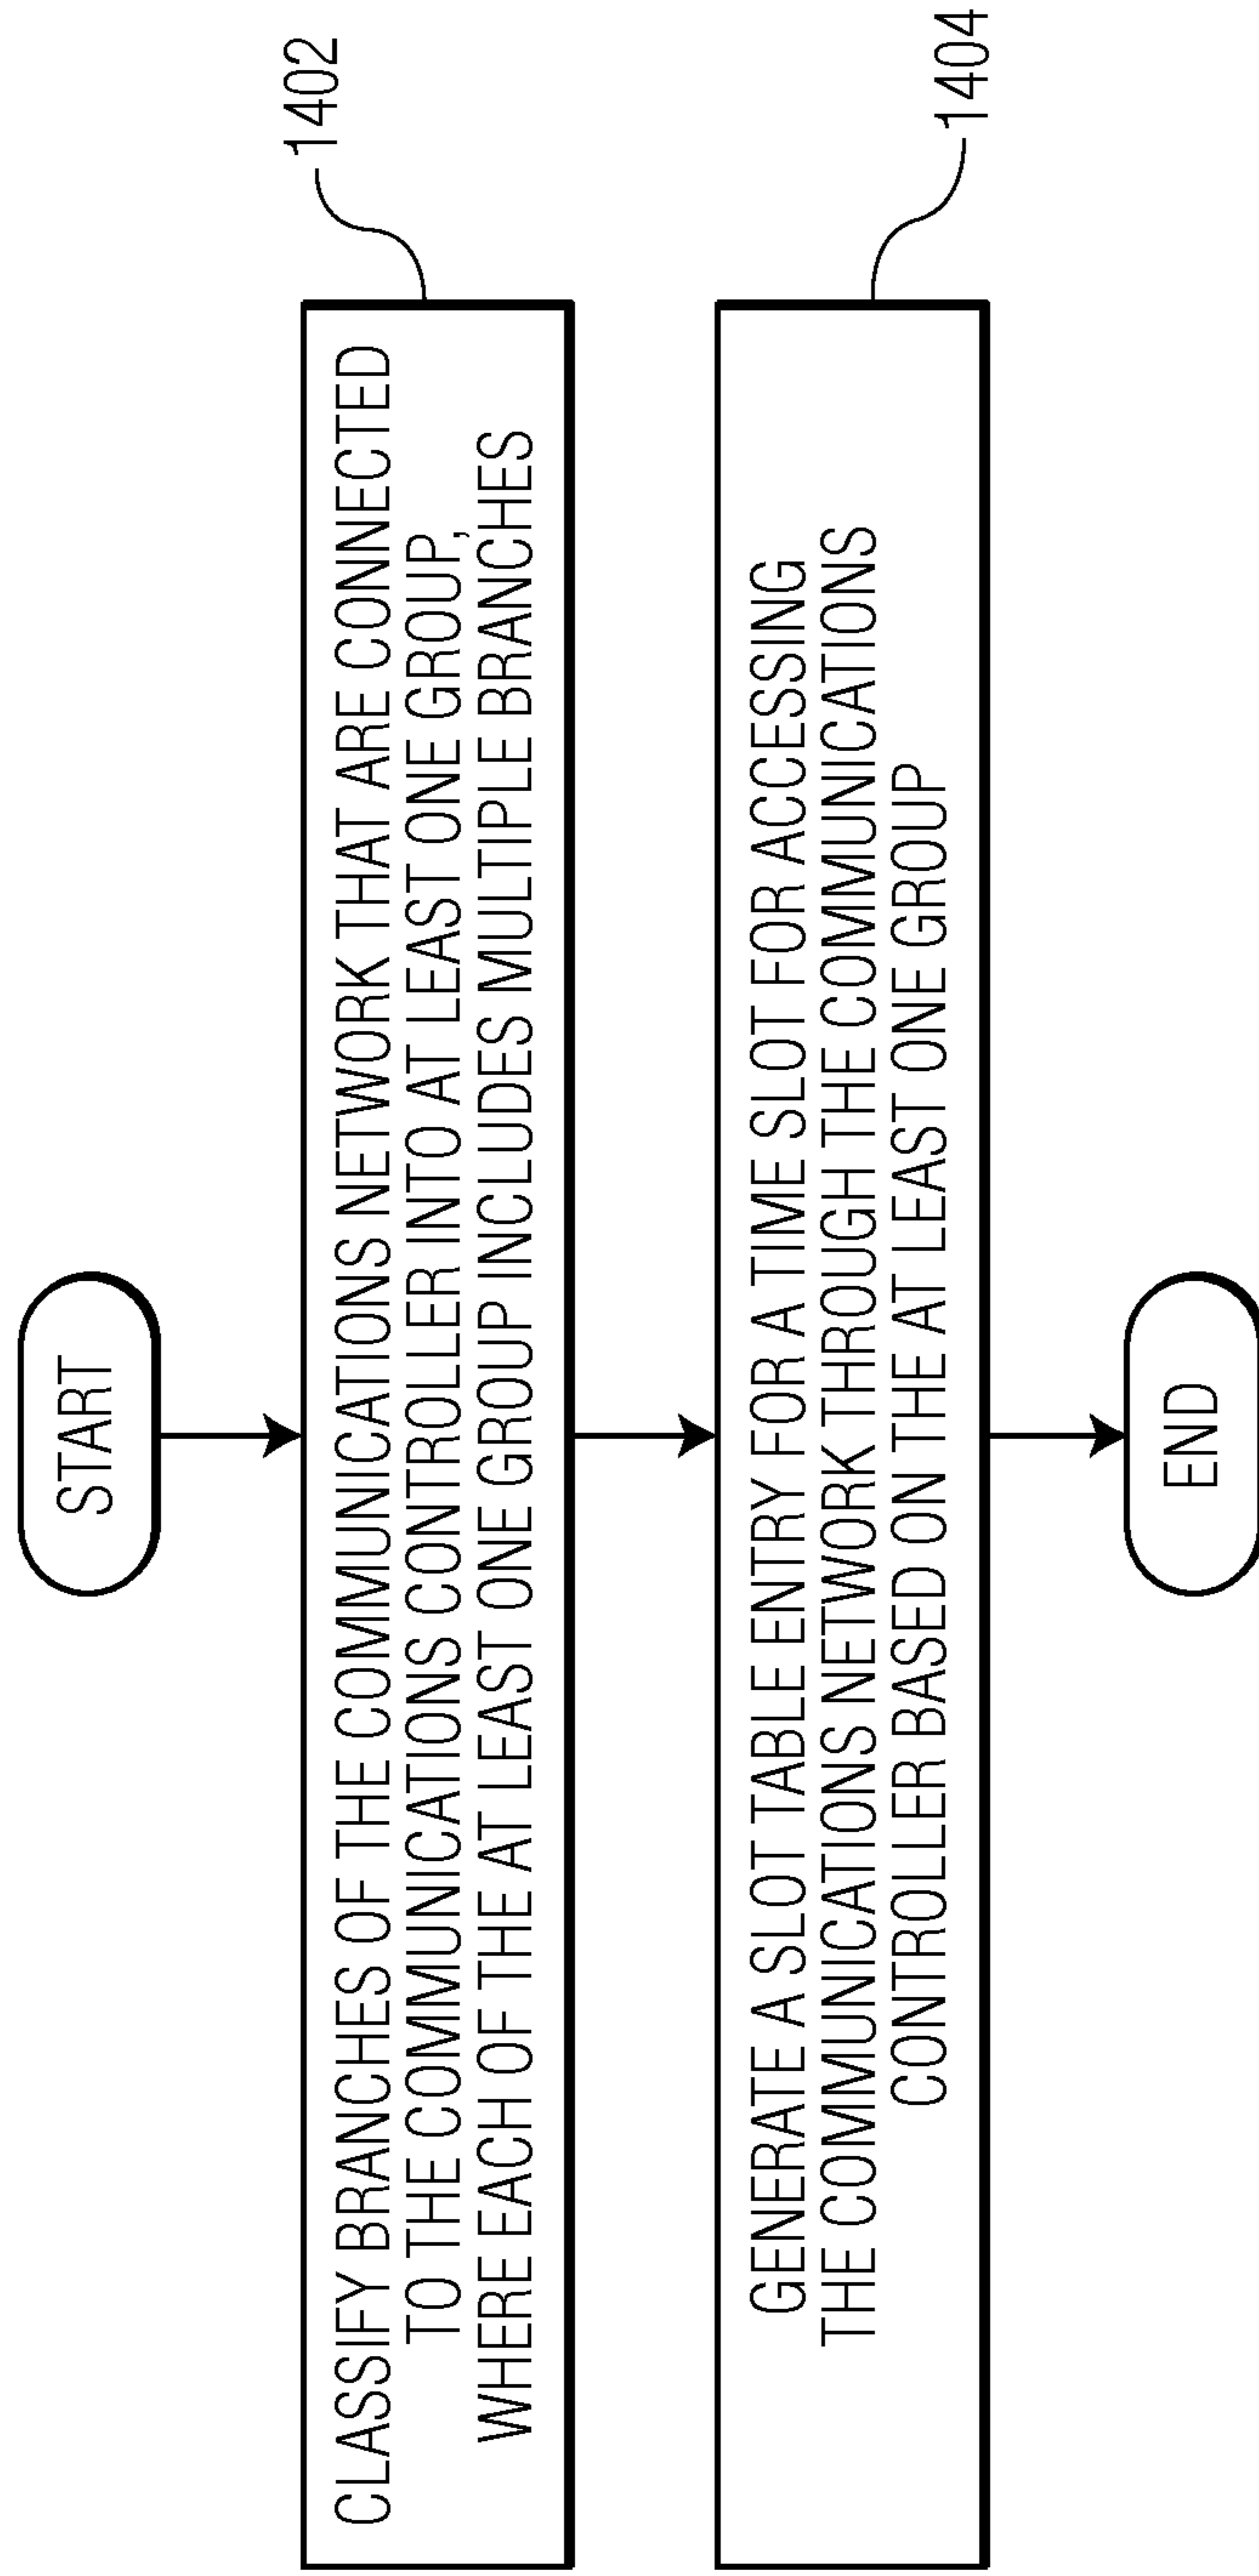 START
CLASSIFY BRANCHES OF THE COMMUNICATIONS NETWORK THAT ARE CONNECTED
TO THE COMMUNICATIONS CONTROLLER INTO AT LEAST ONE GROUP,
WHERE EACH OF THE AT LEAST ONE GROUP INCLUDES MULTIPLE BRANCHES
1402
GENERATE A SLOT TABLE ENTRY FOR A TIME SLOT FOR ACCESSING
THE COMMUNICATIONS NETWORK THROUGH THE COMMUNICATIONS
CONTROLLER BASED ON THE AT LEAST ONE GROUP
1404
END